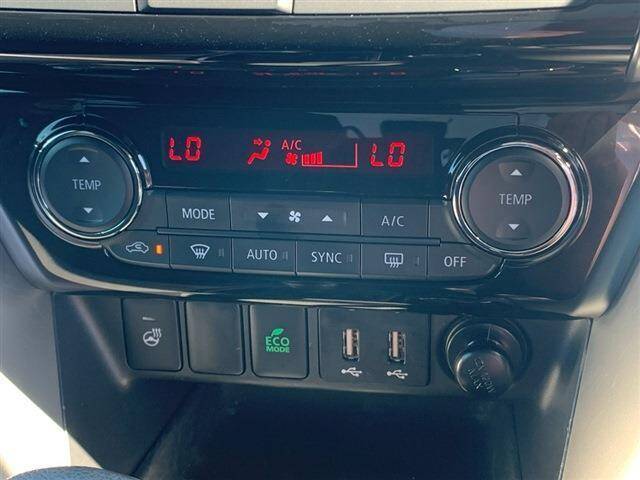 LO A/C LO
TEMP
TEMP
MODE
A/C
AUTO
SYNC
OFF
ECO
MODE